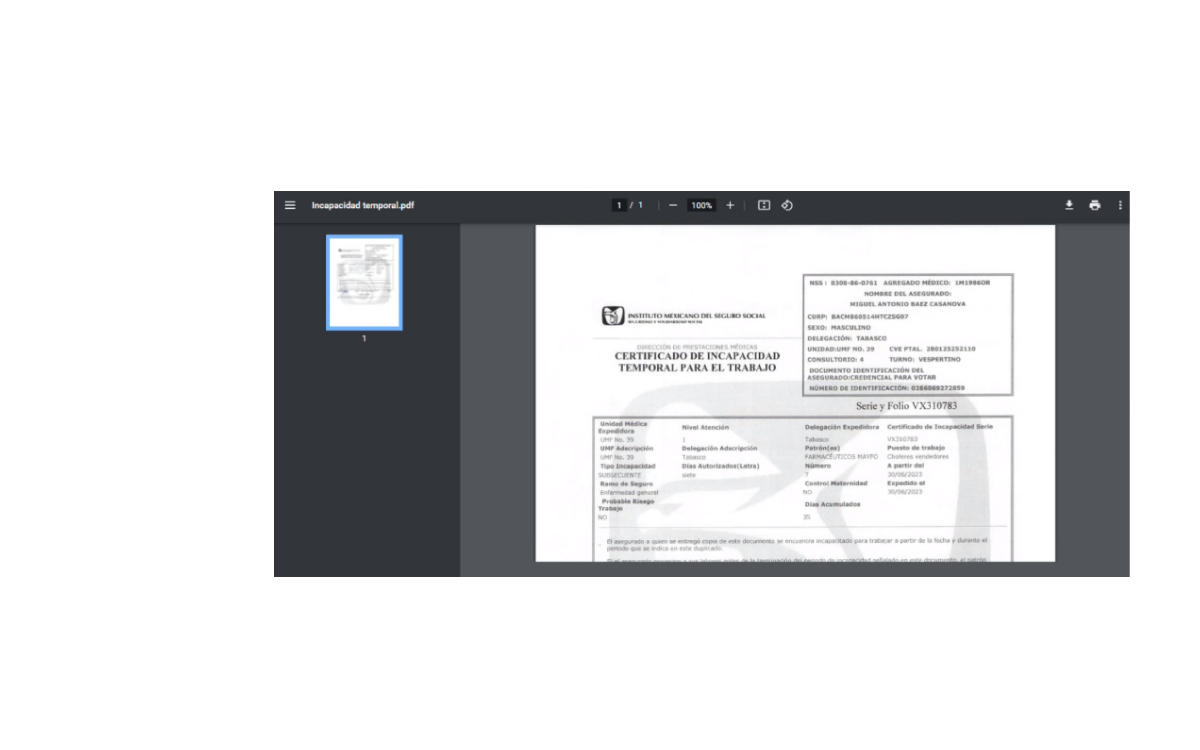 Incapacidad temporal.pdf
1 / 1
100%
1
NSS : 0308-86-0761 AGREGADO MÉDICO: 1M1986OR
NOMBRE DEL ASEGURADO:
MIGUEL ANTONIO BAEZ CASANOVA
CURP: BACM860514HTCZSG07
SEXO: MASCULINO
DELEGACIÓN: TABASCO
UNIDAD:UMF NO. 39 CVE PTAL. 280125252110
CONSULTORIO: 4 TURNO: VESPERTINO
DOCUMENTO IDENTIFICACIÓN DEL
ASEGURADO:CREDENCIAL PARA VOTAR
NÚMERO DE IDENTIFICACIÓN: 0386069272859
INSTITUTO MEXICANO DEL SEGURO SOCIAL
SEGURIDAD Y SOLIDARIDAD SOCIAL
DIRECCIÓN DE PRESTACIONES MÉDICAS
CERTIFICADO DE INCAPACIDAD
TEMPORAL PARA EL TRABAJO
Serie y Folio VX310783
Unidad Médica
Expedidora
Nivel Atención
Delegación Expedidora
Certificado de Incapacidad Serie
UMF No. 39
1
Tabasco
VX310783
UMF Adscripción
Delegación Adscripción
Patrón(es)
Puesto de trabajo
UMF No. 39
Tabasco
FARMACÉUTICOS MAYPO
Choferes vendedores
Tipo Incapacidad
Días Autorizados(Letra)
Número
A partir del
SUBSECUENTE
siete
7
30/06/2023
Ramo de Seguro
Control Maternidad
Expedido el
Enfermedad general
NO
30/06/2023
Probable Riesgo
Trabajo
Días Acumulados
NO
35
El asegurado a quien se entregó copia de este documento se encuentra incapacitado para trabajar a partir de la fecha y durante el
periodo que se indica en este duplicado.